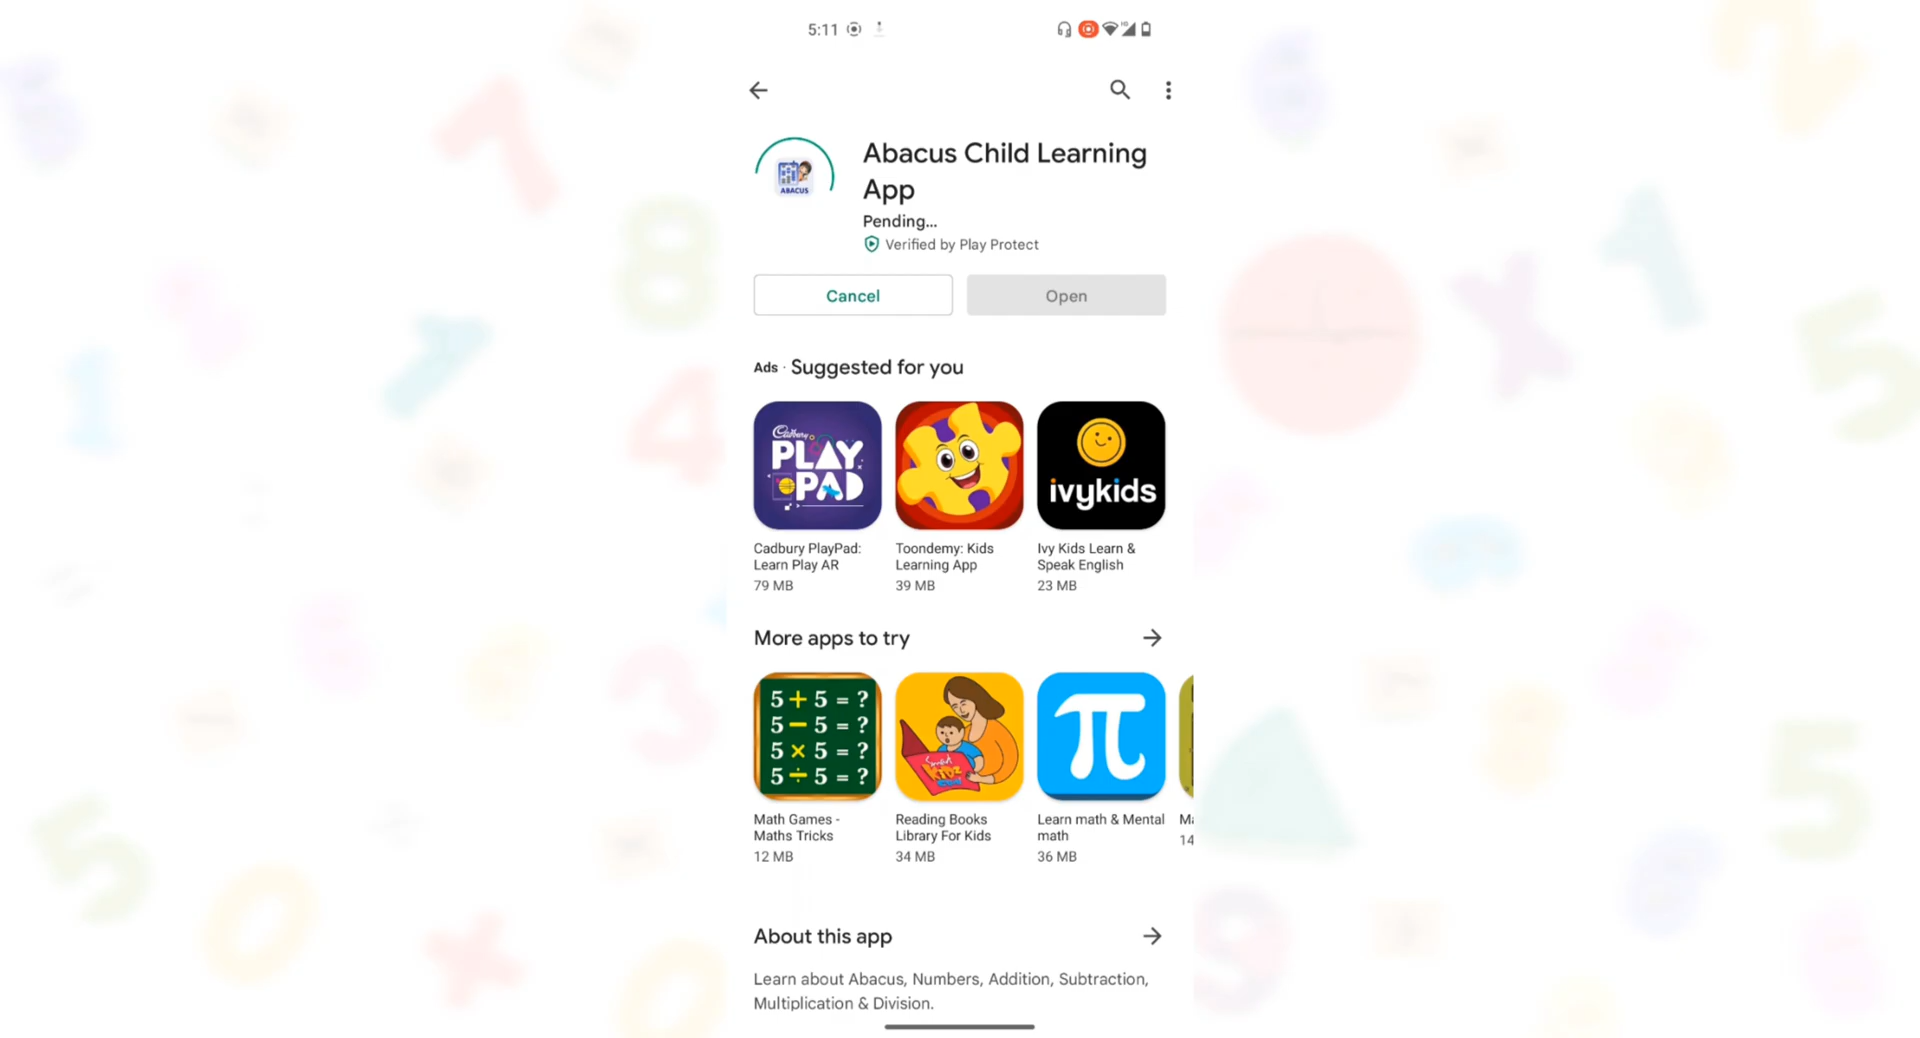 5:11
Abacus Child Learning
App
ABACUS
Pending...
Verified by Play Protect
Cancel
Open
Ads · Suggested for you
Cadbury
PLAY
PAD
ivykids
Cadbury PlayPad:
Learn Play AR
79 MB
Toondemy: Kids
Learning App
39 MB
Ivy Kids Learn &
Speak English
23 MB
More apps to try
5 + 5 = ?
5 − 5 = ?
5 × 5 = ?
5 ÷ 5 = ?
KIDZ
π
Math Games -
Maths Tricks
12 MB
Reading Books
Library For Kids
34 MB
Learn math & Mental
math
36 MB
14
About this app
Learn about Abacus, Numbers, Addition, Subtraction,
Multiplication & Division.